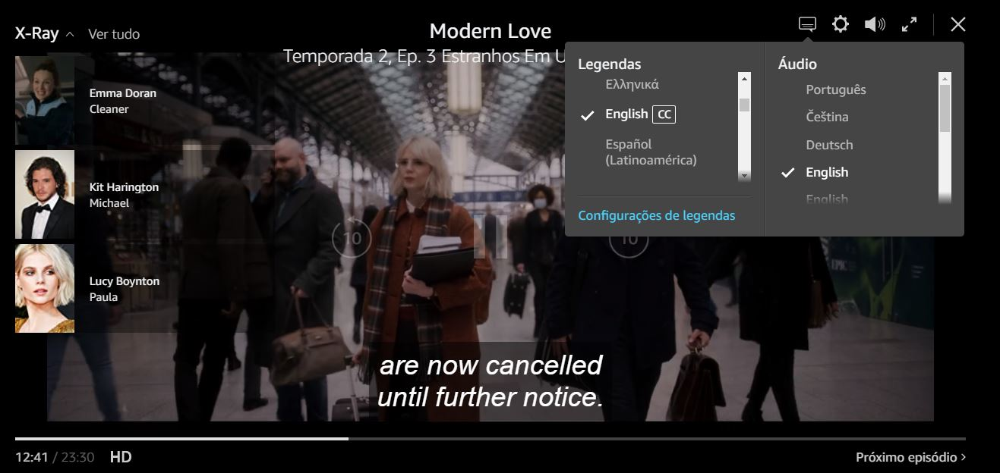 X-Ray
Ver tudo
Modern Love
Temporada 2, Ep. 3 Estranhos Em U
Emma Doran
Cleaner
Kit Harington
Michael
Lucy Boynton
Paula
Legendas
Ελληνικά
English CC
Español
(Latinoamérica)
Configurações de legendas
Áudio
Português
Čeština
Deutsch
English
English
10
10
EPIC
are now cancelled
until further notice.
12:41 / 23:30
HD
Próximo episódio